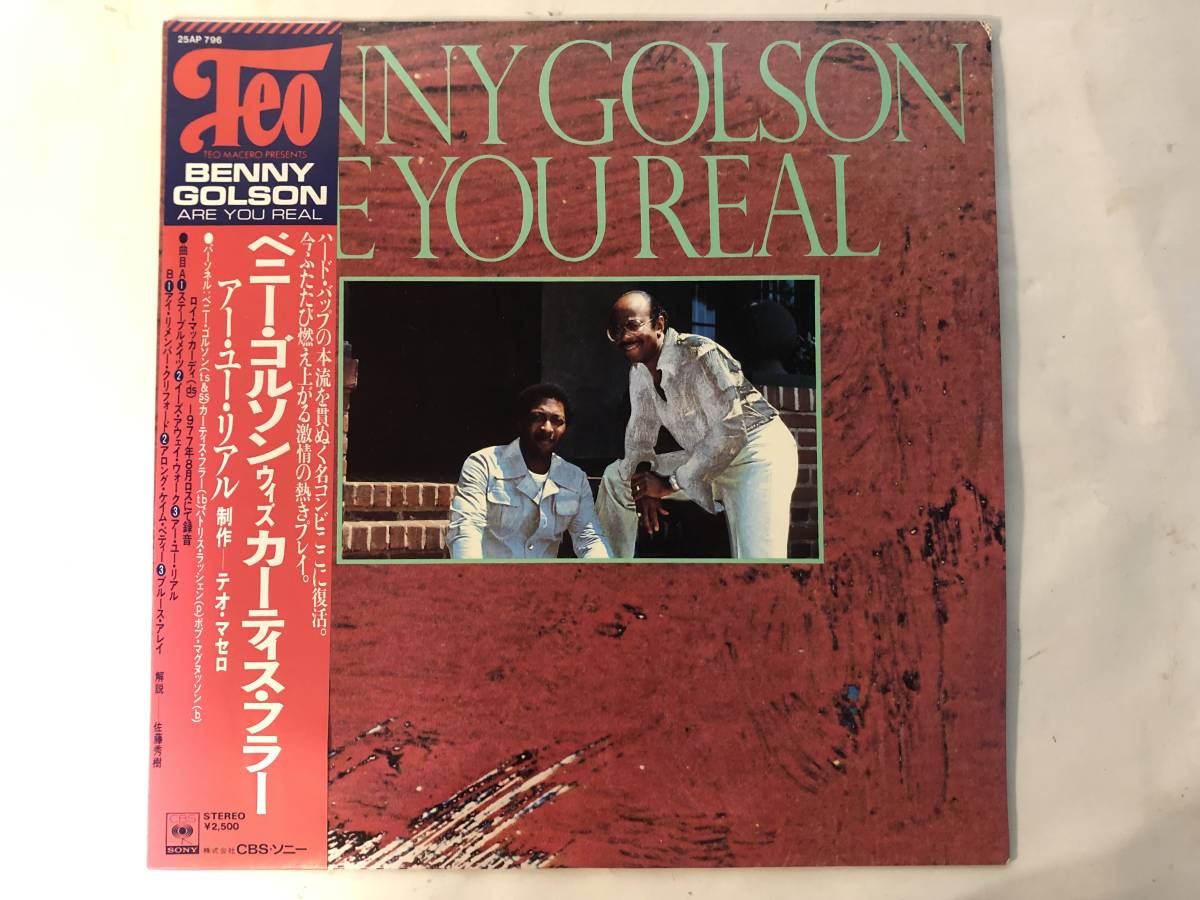 25AP 796
Teo
TEO MACERO PRESENTS
BENNY
GOLSON
ARE YOU REAL
NNY GOLSON
E YOU REAL
ハード・バップの本流を貫ぬく名コンビここに復活。
今ふたたび燃え上がる激情の熱きプレイ。
ベニー・ゴルソン ウィズ カーティス・フラー
アー・ユー・リアル 制作─テオ・マセロ
●パーソネル:ベニー・ゴルソン(ts&ss)カーティス・フラー(tb)パトリス・ラッシェン(p)ボブ・マグヌッソン(b)
ロイ・マッカーディ(ds) ─1977年8月ロスにて録音
●曲目A❶ステーブルメイツ❷イーズ・アウェイ・ウォーク❸アー・ユー・リアル
B❶アイ・リメンバー・クリフォード❷アロング・ケイム・ベティー❸ブルース・アレイ
解説──佐藤秀樹
CBS
SONY
STEREO
¥2,500
株式会社 CBS・ソニー